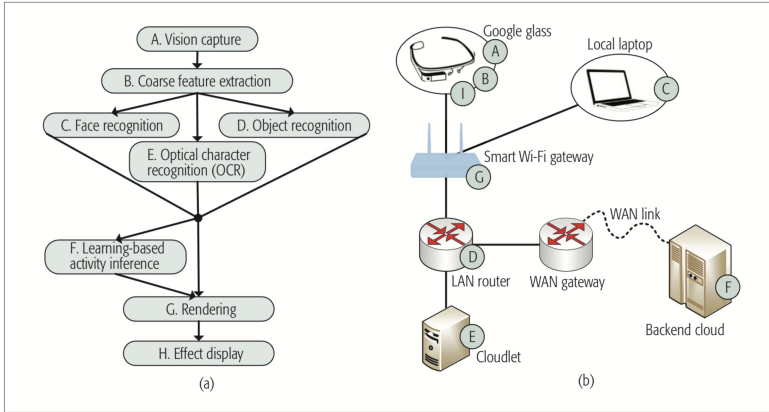 A. Vision capture
B. Coarse feature extraction
C. Face recognition
D. Object recognition
E. Optical character
recognition (OCR)
F. Learning-based
activity inference
G. Rendering
H. Effect display
(a)
Google glass
A
B
I
Local laptop
C
Smart Wi-Fi gateway
G
WAN link
D
LAN router
WAN gateway
F
Backend cloud
E
Cloudlet
(b)